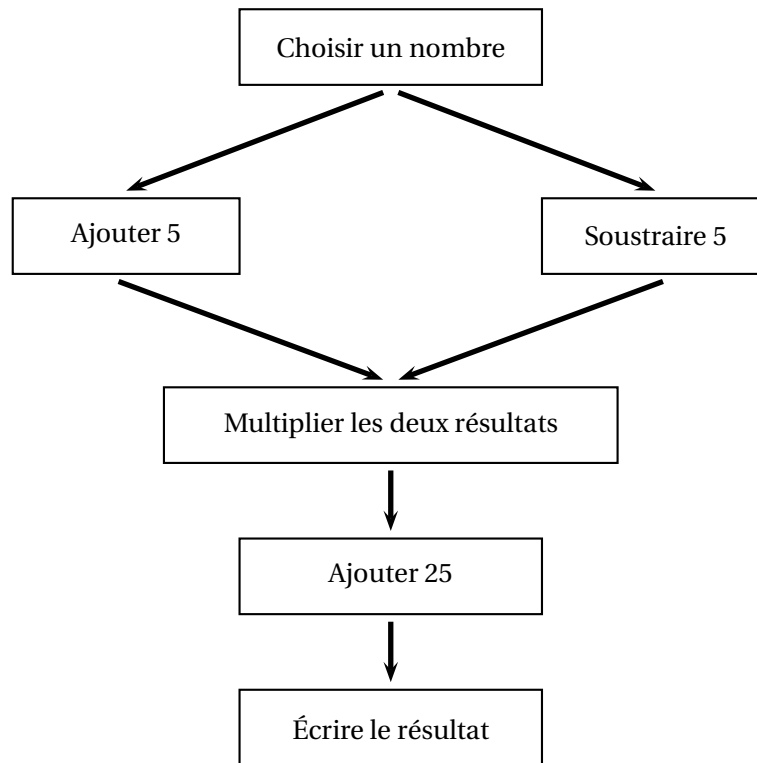 Choisir un nombre
Ajouter 5
Soustraire 5
Multiplier les deux résultats
Ajouter 25
Écrire le résultat